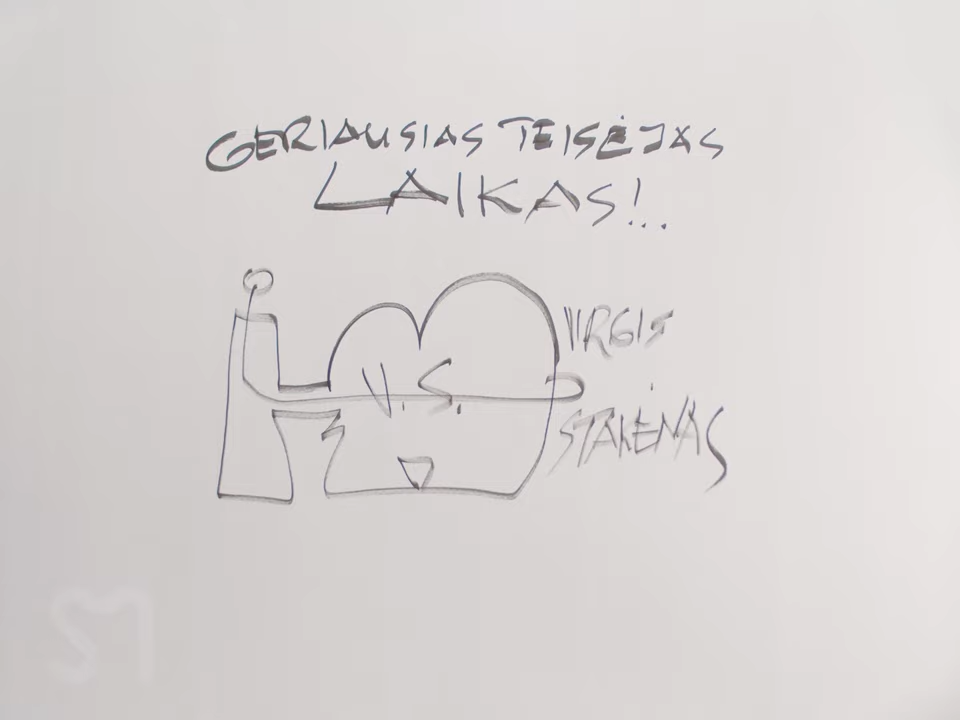 GERIAUSIAS TEISĖJAS
LAIKAS!..
VIRGIS
V. S.
STAKĖNAS